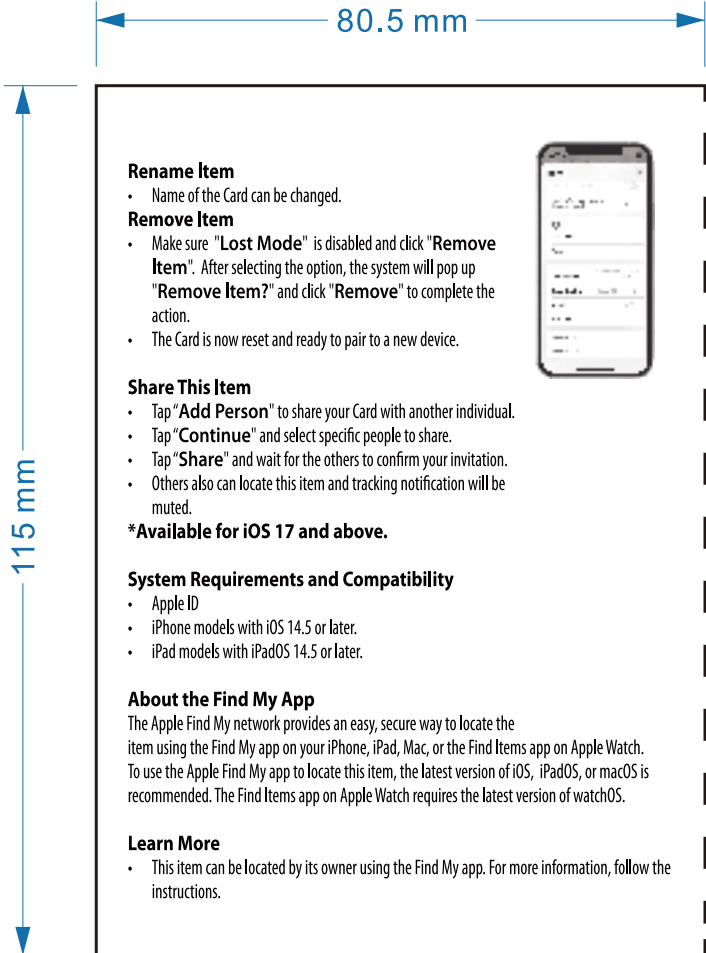 80.5 mm
115 mm
Rename Item
• Name of the Card can be changed.
Remove Item
• Make sure "Lost Mode" is disabled and click "Remove
Item". After selecting the option, the system will pop up
"Remove Item?" and click "Remove" to complete the
action.
• The Card is now reset and ready to pair to a new device.
Share This Item
• Tap “Add Person" to share your Card with another individual.
• Tap “Continue" and select specific people to share.
• Tap “Share" and wait for the others to confirm your invitation.
• Others also can locate this item and tracking notification will be
muted.
*Available for iOS 17 and above.
System Requirements and Compatibility
• Apple ID
• iPhone models with iOS 14.5 or later.
• iPad models with iPadOS 14.5 or later.
About the Find My App
The Apple Find My network provides an easy, secure way to locate the
item using the Find My app on your iPhone, iPad, Mac, or the Find Items app on Apple Watch.
To use the Apple Find My app to locate this item, the latest version of iOS, iPadOS, or macOS is
recommended. The Find Items app on Apple Watch requires the latest version of watchOS.
Learn More
• This item can be located by its owner using the Find My app. For more information, follow the
instructions.